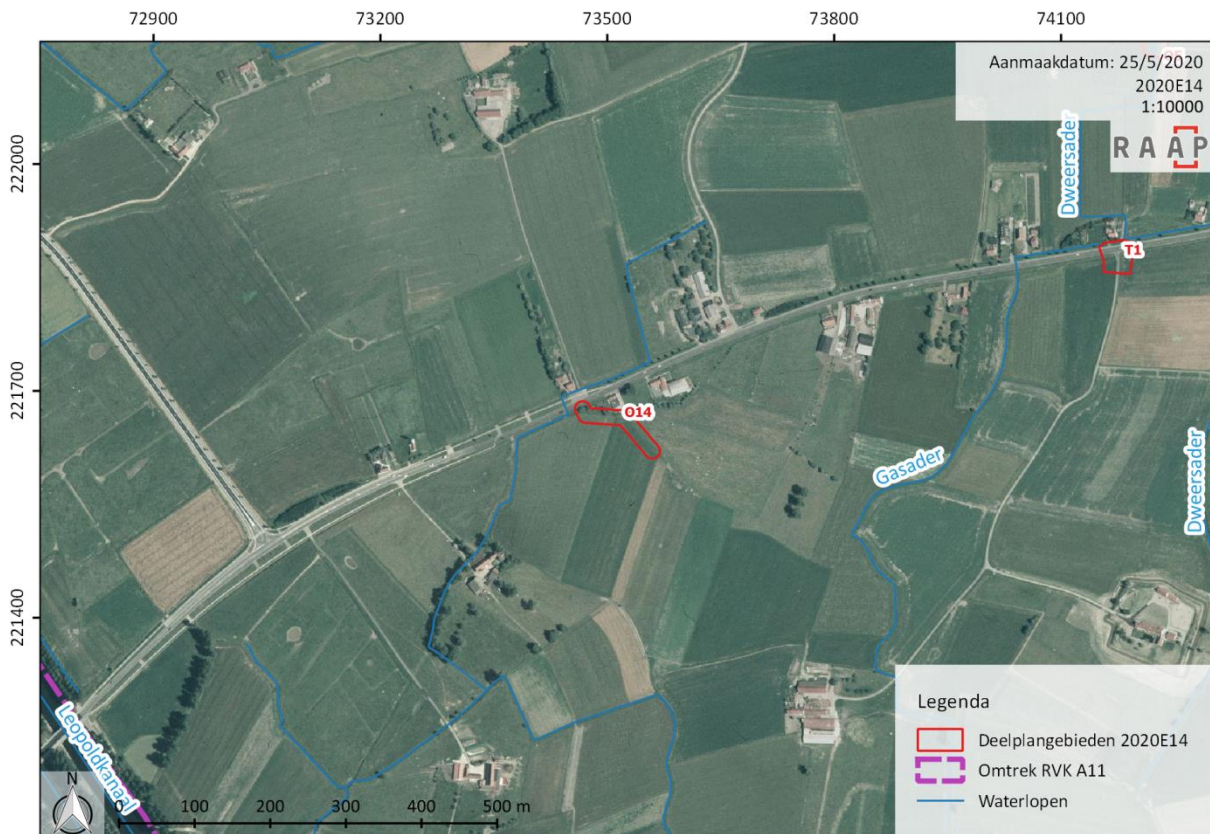 72900 73200 73500 73800 74100
Aanmaakdatum: 25/5/2020
2020E14
1:10000
RAAP
222000
221700
221400
Dweersader
T1
O14
Gasader
Dweersader
Leopoldkanaal
N
0 100 200 300 400 500 m
Legenda
Deelplangebieden 2020E14
Omtrek RVK A11
Waterlopen